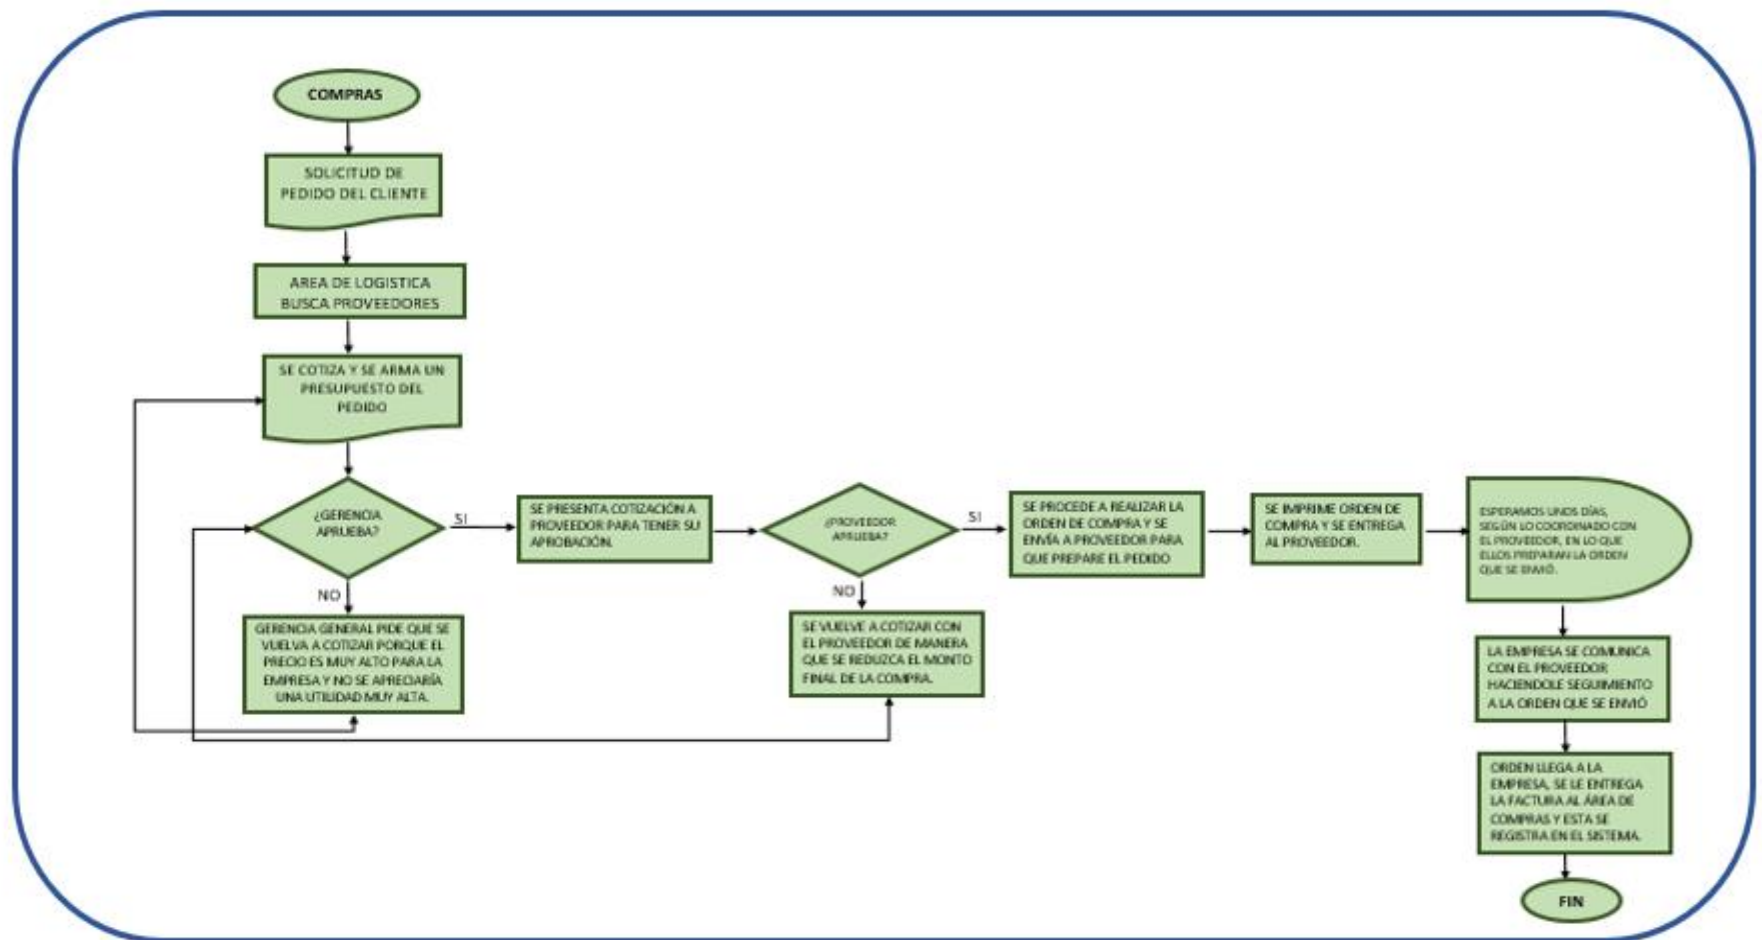 COMPRAS
SOLICITUD DE
PEDIDO DEL CLIENTE
AREA DE LOGISTICA
BUSCA PROVEEDORES
SE COTIZA Y SE ARMA UN
PRESUPUESTO DEL
PEDIDO
¿GERENCIA
APRUEBA?
SI
NO
GERENCIA GENERAL PIDE QUE SE
VUELVA A COTIZAR PORQUE EL
PRECIO ES MUY ALTO PARA LA
EMPRESA Y NO SE APRECIARÍA
UNA UTILIDAD MUY ALTA.
SE PRESENTA COTIZACIÓN A
PROVEEDOR PARA TENER SU
APROBACIÓN.
¿PROVEEDOR
APRUEBA?
SI
NO
SE VUELVE A COTIZAR CON
EL PROVEEDOR DE MANERA
QUE SE REDUZCA EL MONTO
FINAL DE LA COMPRA.
SE PROCEDE A REALIZAR LA
ORDEN DE COMPRA Y SE
ENVÍA A PROVEEDOR PARA
QUE PREPARE EL PEDIDO
SE IMPRIME ORDEN DE
COMPRA Y SE ENTREGA
AL PROVEEDOR.
ESPERAMOS UNOS DÍAS,
SEGÚN LO COORDINADO CON
EL PROVEEDOR, EN LO QUE
ELLOS PREPARAN LA ORDEN
QUE SE ENVIÓ.
LA EMPRESA SE COMUNICA
CON EL PROVEEDOR
HACIENDOLE SEGUIMIENTO
A LA ORDEN QUE SE ENVIÓ
ORDEN LLEGA A LA
EMPRESA, SE LE ENTREGA
LA FACTURA AL ÁREA DE
COMPRAS Y ESTA SE
REGISTRA EN EL SISTEMA.
FIN